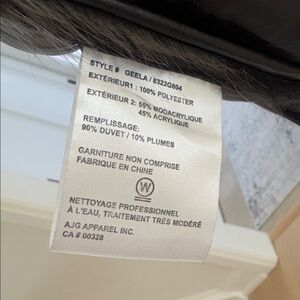 STYLE # GEELA / 8322G804
EXTÉRIEUR1 : 100% POLYESTER
EXTÉRIEUR 2: 55% MODACRYLIQUE
45% ACRYLIQUE
REMPLISSAGE:
90% DUVET / 10% PLUMES
GARNITURE NON COMPRISE
FABRIQUE EN CHINE
W
NETTOYAGE PROFESSIONNEL
À L'EAU, TRAITEMENT TRÈS MODÉRÉ
AJG APPAREL INC.
CA # 00328